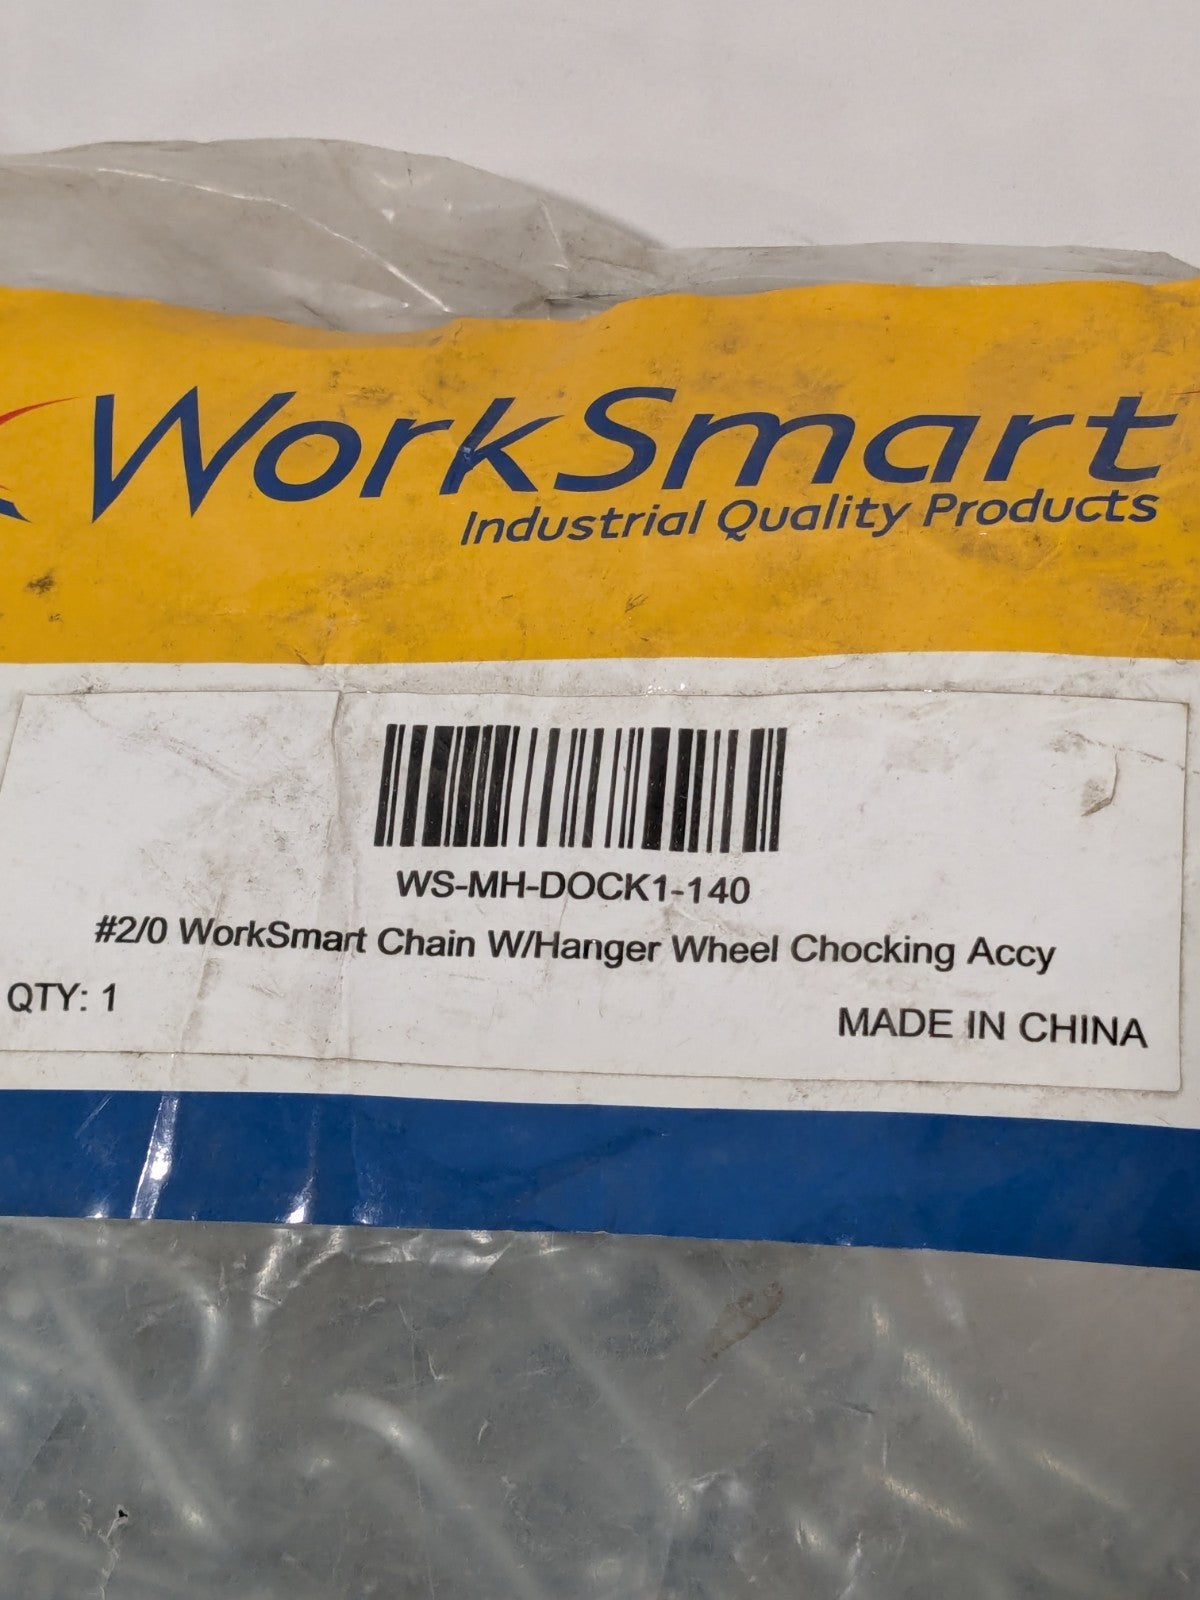 WorkSmart
Industrial Quality Products
WS-MH-DOCK1-140
#2/0 WorkSmart Chain W/Hanger Wheel Chocking Accy
QTY: 1
MADE IN CHINA